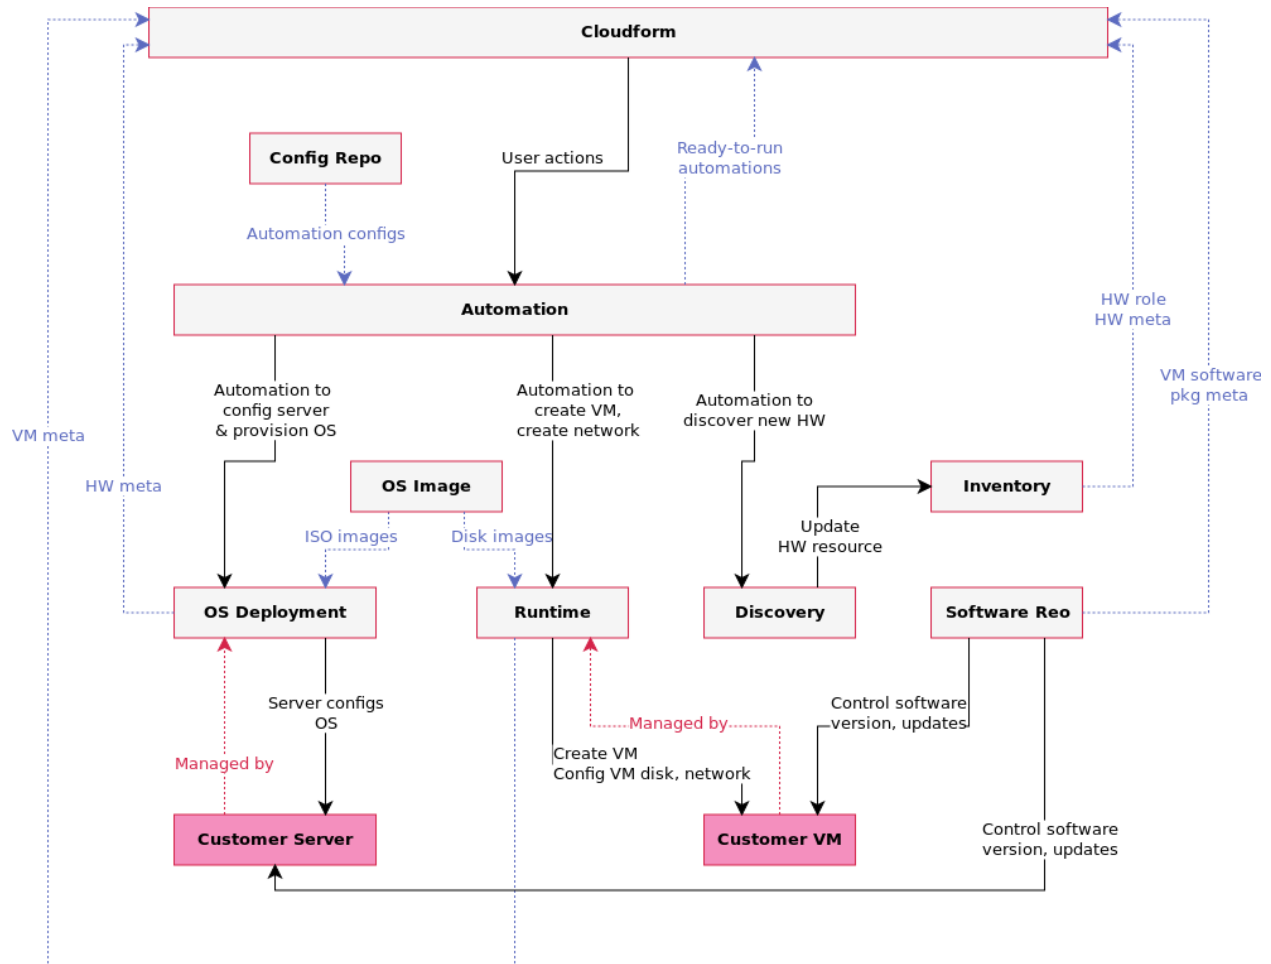 Cloudform
Config Repo
User actions
Ready-to-run
automations
Automation configs
Automation
HW role
HW meta
Automation to
config server
& provision OS
Automation to
create VM,
create network
Automation to
discover new HW
VM software
pkg meta
VM meta
HW meta
OS Image
Inventory
ISO images
Disk images
Update
HW resource
OS Deployment
Runtime
Discovery
Software Reo
Server configs
OS
Control software
version, updates
Managed by
Managed by
Create VM
Config VM disk, network
Customer Server
Customer VM
Control software
version, updates